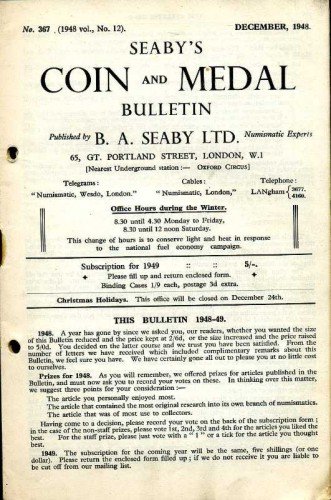 No. 367 (1948 vol., No. 12). DECEMBER, 1948.
SEABY'S
COIN AND MEDAL
BULLETIN
Published by B. A. SEABY LTD. Numismatic Experts
65, GT. PORTLAND STREET, LONDON, W.1
[Nearest Underground station :— OXFORD CIRCUS]
Telegrams : Cables: Telephone :
"Numismatic, Wesdo, London." "Numismatic, London," LANgham { 3677. 4160.
Office Hours during the Winter.
8.30 until 4.30 Monday to Friday,
8.30 until 12 noon Saturday.
This change of hours is to conserve light and heat in response
to the national fuel economy campaign.
Subscription for 1949 :: :: 5/-.
✦ Please fill up and return enclosed form. ✦
Binding Cases 1/9 each, postage 3d extra.
Christmas Holidays. This office will be closed on December 24th.
THIS BULLETIN 1948-49.
1948. A year has gone by since we asked you, our readers, whether you wanted the size
of this Bulletin reduced and the price kept at 2/6d, or the size increased and the price raised
to 5/0d. You decided on the latter course and we trust you have been satisfied. From the
number of letters we have received which included complimentary remarks about this
Bulletin, we feel sure you have. We have certainly gone all out to please you at no little cost
to ourselves.
Prizes for 1948. As you will remember, we offered prizes for articles published in the
Bulletin, and must now ask you to record your votes on these. In thinking over this matter,
we suggest three points for your consideration :—
The article you personally enjoyed most.
The article that contained the most original research into its own branch of numismatics.
The article that was of most use to collectors.
Having come to a decision, please record your vote on the back of the subscription form ;
in the case of the non-staff prizes, please vote 1st, 2nd, 3rd and 4th for the articles you liked the
best. For the staff prize, please just vote with a " 1 " or a tick for the article you thought
best.
1949. The subscription for the coming year will be the same, five shillings (or one
dollar). Please return the enclosed form filled up ; if we do not receive it you are liable to
be cut off from our mailing list.